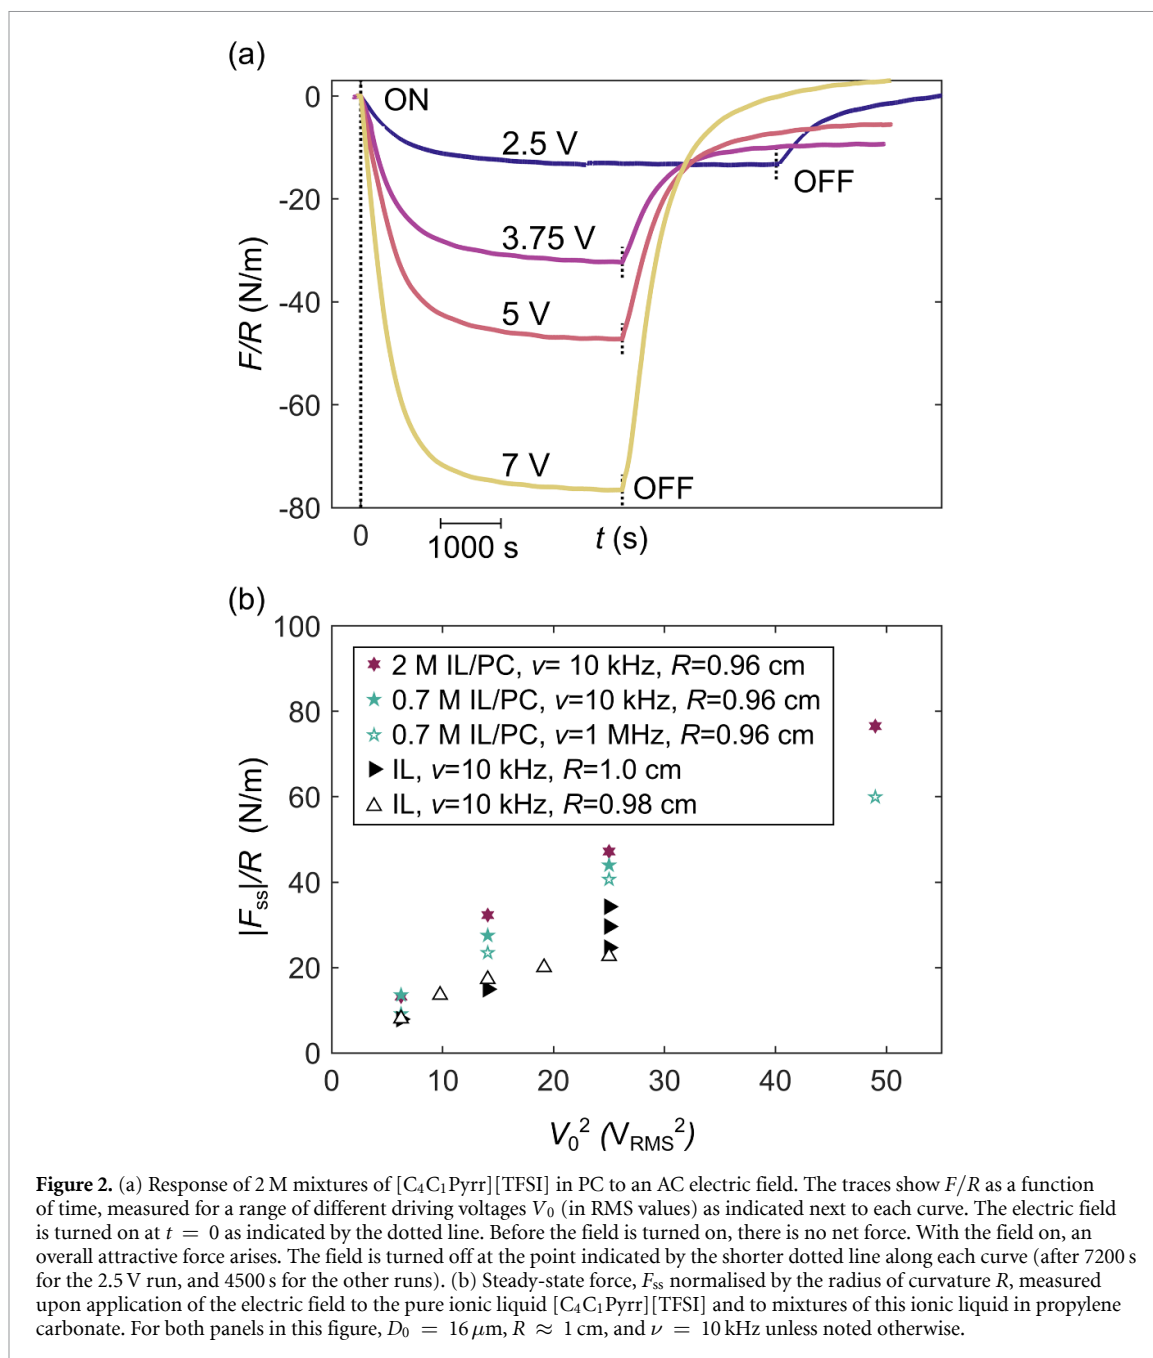 (a)
0
ON
2.5 V
OFF
-20
3.75 V
F/R (N/m)
-40
5 V
-60
7 V
OFF
-80
0
1000 s
t (s)
(b)
100
2 M IL/PC, ν= 10 kHz, R=0.96 cm
0.7 M IL/PC, ν=10 kHz, R=0.96 cm
0.7 M IL/PC, ν=1 MHz, R=0.96 cm
IL, ν=10 kHz, R=1.0 cm
IL, ν=10 kHz, R=0.98 cm
80
60
|Fss|/R (N/m)
40
20
0
0 10 20 30 40 50
V₀² (V_RMS²)
Figure 2. (a) Response of 2 M mixtures of [C₄C₁Pyrr][TFSI] in PC to an AC electric field. The traces show F/R as a function
of time, measured for a range of different driving voltages V₀ (in RMS values) as indicated next to each curve. The electric field
is turned on at t = 0 as indicated by the dotted line. Before the field is turned on, there is no net force. With the field on, an
overall attractive force arises. The field is turned off at the point indicated by the shorter dotted line along each curve (after 7200 s
for the 2.5 V run, and 4500 s for the other runs). (b) Steady-state force, Fss normalised by the radius of curvature R, measured
upon application of the electric field to the pure ionic liquid [C₄C₁Pyrr][TFSI] and to mixtures of this ionic liquid in propylene
carbonate. For both panels in this figure, D₀ = 16 μm, R ≈ 1 cm, and ν = 10 kHz unless noted otherwise.